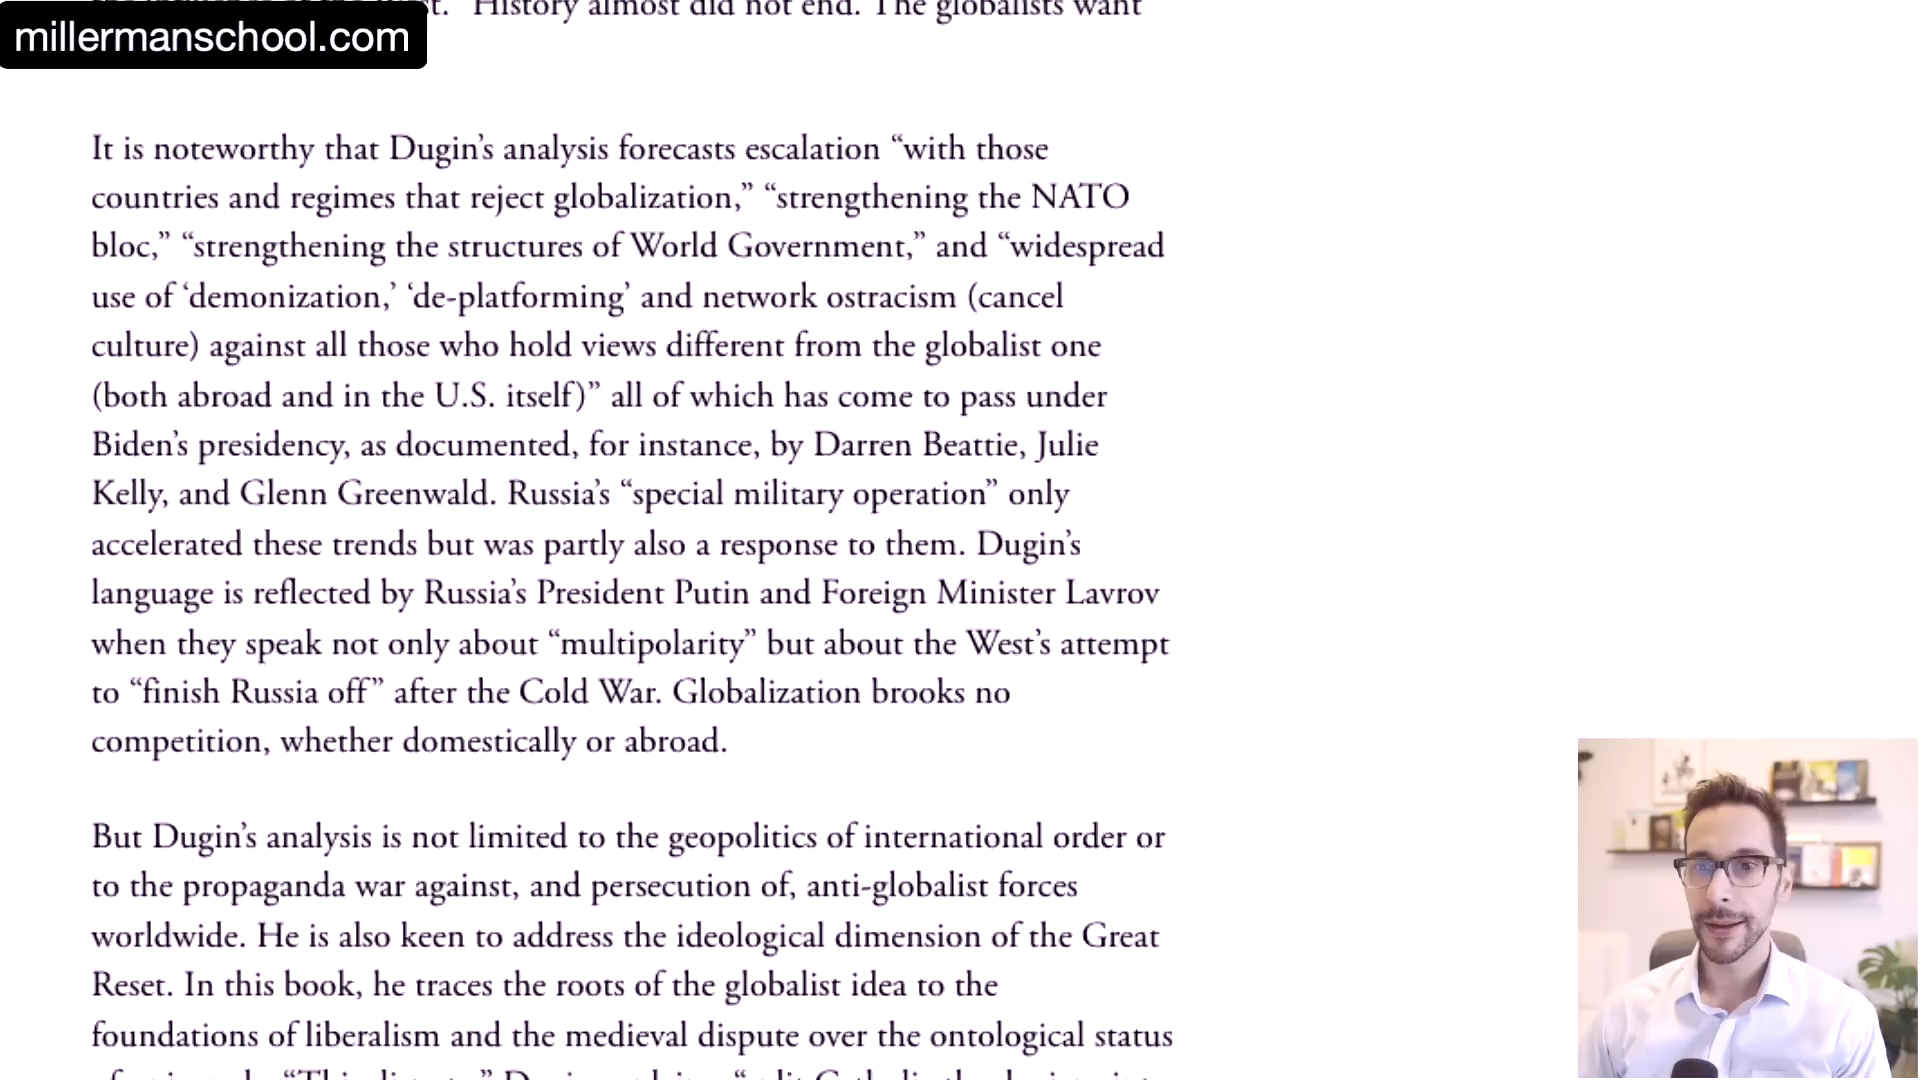 History almost did not end. The globalists want
millermanschool.com
It is noteworthy that Dugin’s analysis forecasts escalation “with those
countries and regimes that reject globalization,” “strengthening the NATO
bloc,” “strengthening the structures of World Government,” and “widespread
use of ‘demonization,’ ‘de-platforming’ and network ostracism (cancel
culture) against all those who hold views different from the globalist one
(both abroad and in the U.S. itself)” all of which has come to pass under
Biden’s presidency, as documented, for instance, by Darren Beattie, Julie
Kelly, and Glenn Greenwald. Russia’s “special military operation” only
accelerated these trends but was partly also a response to them. Dugin’s
language is reflected by Russia’s President Putin and Foreign Minister Lavrov
when they speak not only about “multipolarity” but about the West’s attempt
to “finish Russia off” after the Cold War. Globalization brooks no
competition, whether domestically or abroad.
But Dugin’s analysis is not limited to the geopolitics of international order or
to the propaganda war against, and persecution of, anti-globalist forces
worldwide. He is also keen to address the ideological dimension of the Great
Reset. In this book, he traces the roots of the globalist idea to the
foundations of liberalism and the medieval dispute over the ontological status